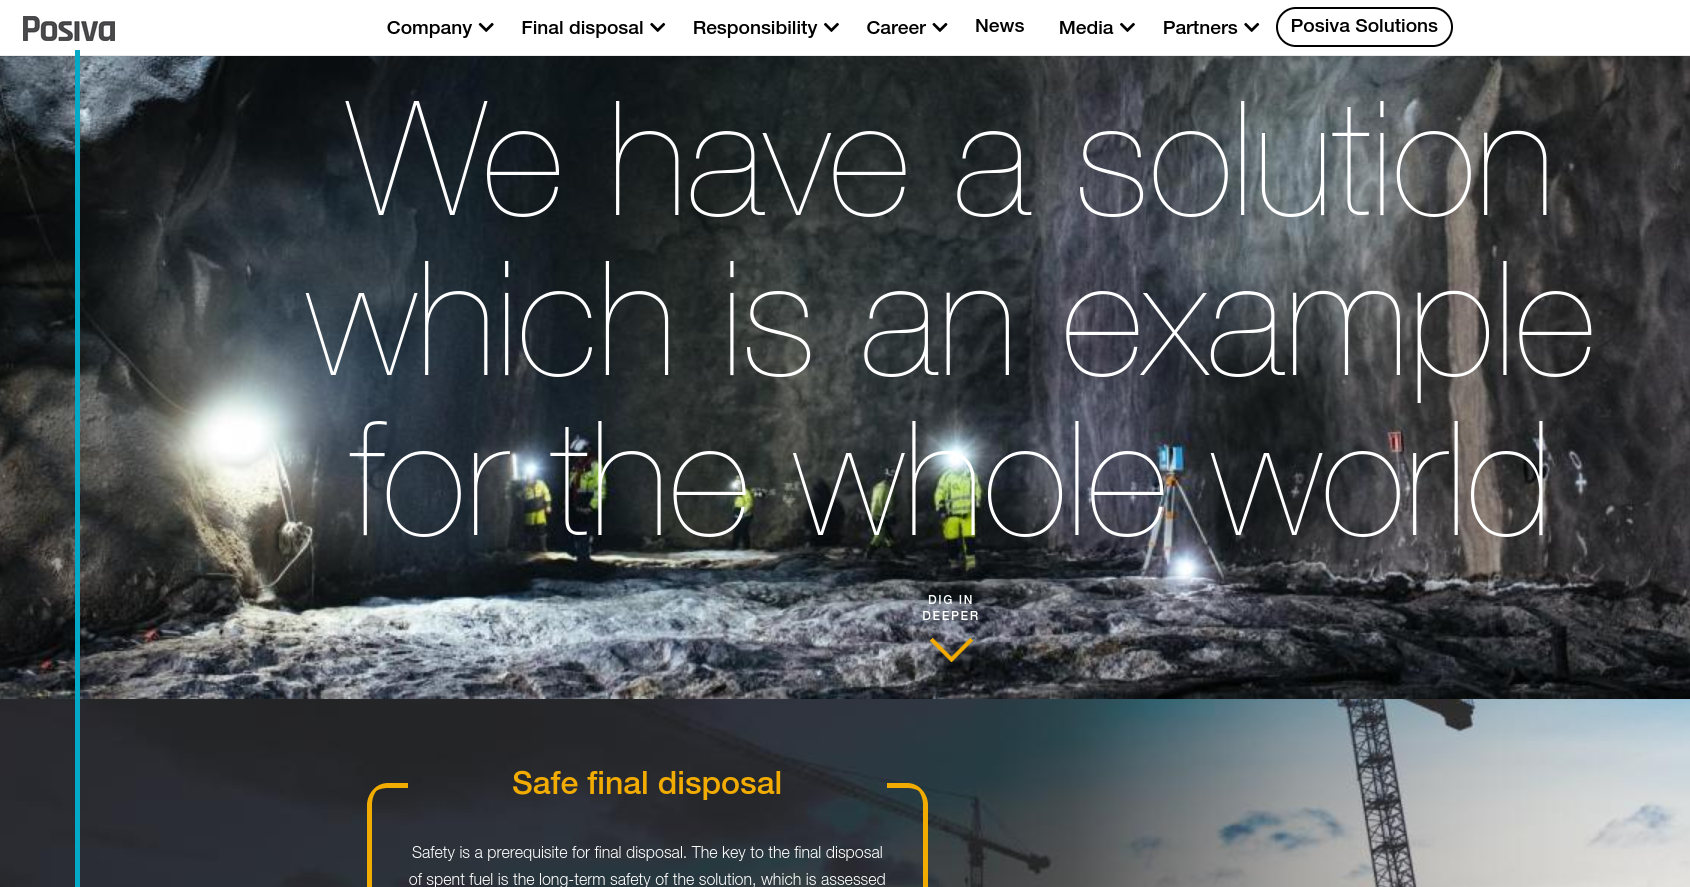 Posiva
Company
Final disposal
Responsibility
Career
News
Media
Partners
Posiva Solutions
We have a solution
which is an example
for the whole world
DIG IN
DEEPER
Safe final disposal
Safety is a prerequisite for final disposal. The key to the final disposal
of spent fuel is the long-term safety of the solution, which is assessed